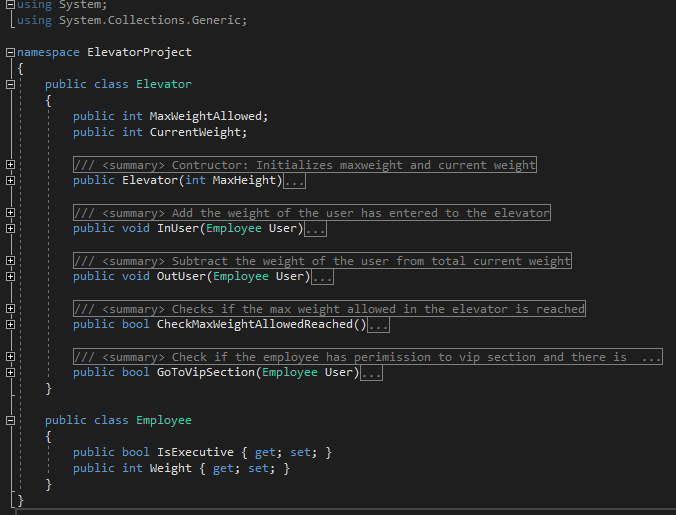 using System;
using System.Collections.Generic;
namespace ElevatorProject
{
public class Elevator
{
public int MaxWeightAllowed;
public int CurrentWeight;
/// <summary> Contructor: Initializes maxweight and current weight
public Elevator(int MaxHeight)...
/// <summary> Add the weight of the user has entered to the elevator
public void InUser(Employee User)...
/// <summary> Subtract the weight of the user from total current weight
public void OutUser(Employee User)...
/// <summary> Checks if the max weight allowed in the elevator is reached
public bool CheckMaxWeightAllowedReached()...
/// <summary> Check if the employee has perimission to vip section and there is ...
public bool GoToVipSection(Employee User)...
}
public class Employee
{
public bool IsExecutive { get; set; }
public int Weight { get; set; }
}
}